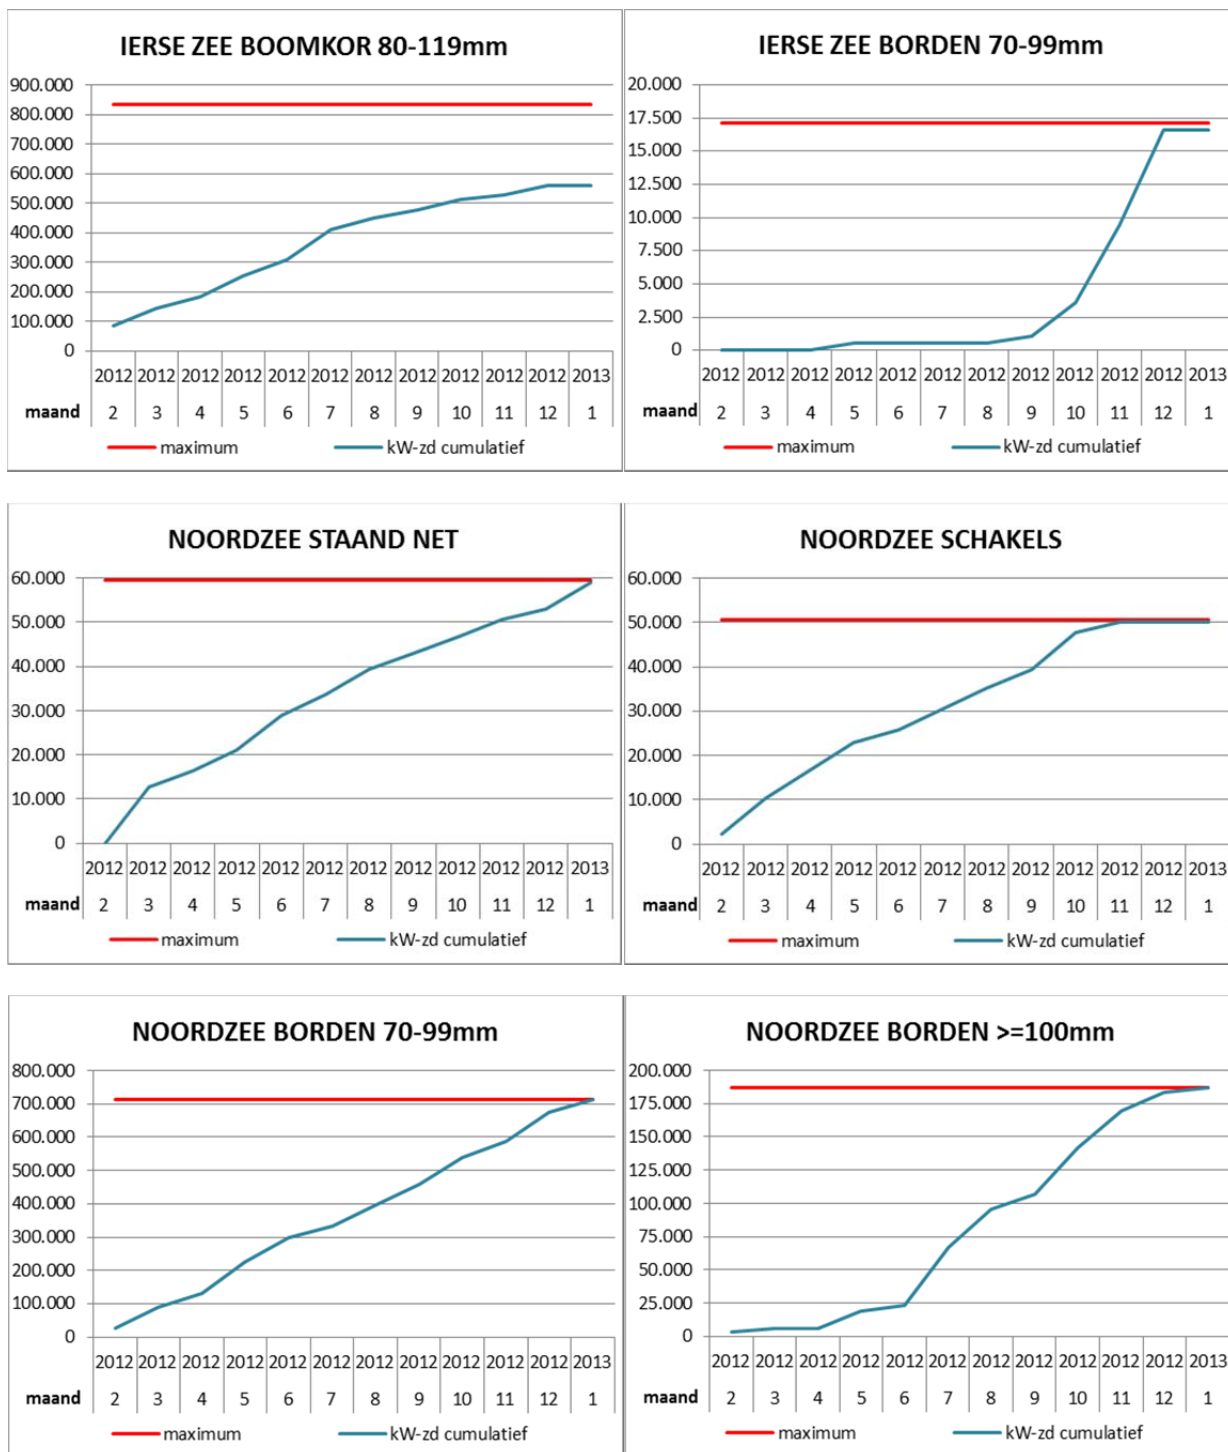 IERSE ZEE BOOMKOR 80-119mm
900.000
800.000
700.000
600.000
500.000
400.000
300.000
200.000
100.000
0
2012 2012 2012 2012 2012 2012 2012 2012 2012 2012 2012 2013
maand 2 3 4 5 6 7 8 9 10 11 12 1
maximum kW-zd cumulatief
IERSE ZEE BORDEN 70-99mm
20.000
17.500
15.000
12.500
10.000
7.500
5.000
2.500
0
2012 2012 2012 2012 2012 2012 2012 2012 2012 2012 2012 2013
maand 2 3 4 5 6 7 8 9 10 11 12 1
maximum kW-zd cumulatief
NOORDZEE STAAND NET
60.000
50.000
40.000
30.000
20.000
10.000
0
2012 2012 2012 2012 2012 2012 2012 2012 2012 2012 2012 2013
maand 2 3 4 5 6 7 8 9 10 11 12 1
maximum kW-zd cumulatief
NOORDZEE SCHAKELS
60.000
50.000
40.000
30.000
20.000
10.000
0
2012 2012 2012 2012 2012 2012 2012 2012 2012 2012 2012 2013
maand 2 3 4 5 6 7 8 9 10 11 12 1
maximum kW-zd cumulatief
NOORDZEE BORDEN 70-99mm
800.000
700.000
600.000
500.000
400.000
300.000
200.000
100.000
0
2012 2012 2012 2012 2012 2012 2012 2012 2012 2012 2012 2013
maand 2 3 4 5 6 7 8 9 10 11 12 1
maximum kW-zd cumulatief
NOORDZEE BORDEN >=100mm
200.000
175.000
150.000
125.000
100.000
75.000
50.000
25.000
0
2012 2012 2012 2012 2012 2012 2012 2012 2012 2012 2012 2013
maand 2 3 4 5 6 7 8 9 10 11 12 1
maximum kW-zd cumulatief